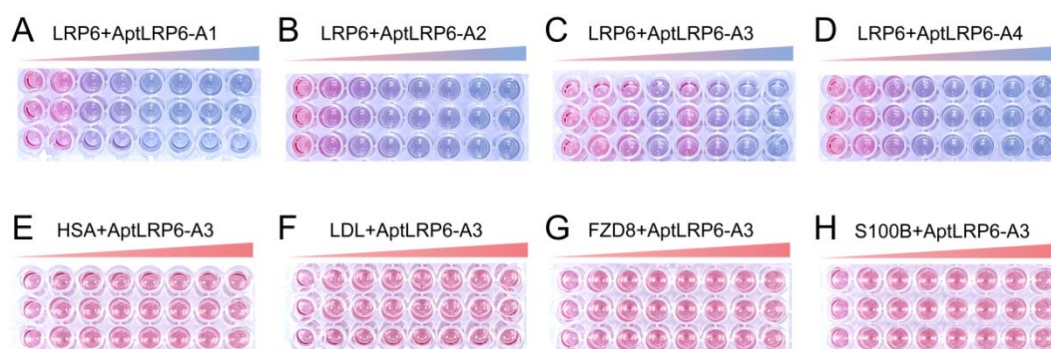 A LRP6+AptLRP6-A1
B LRP6+AptLRP6-A2
C LRP6+AptLRP6-A3
D LRP6+AptLRP6-A4
E HSA+AptLRP6-A3
F LDL+AptLRP6-A3
G FZD8+AptLRP6-A3
H S100B+AptLRP6-A3